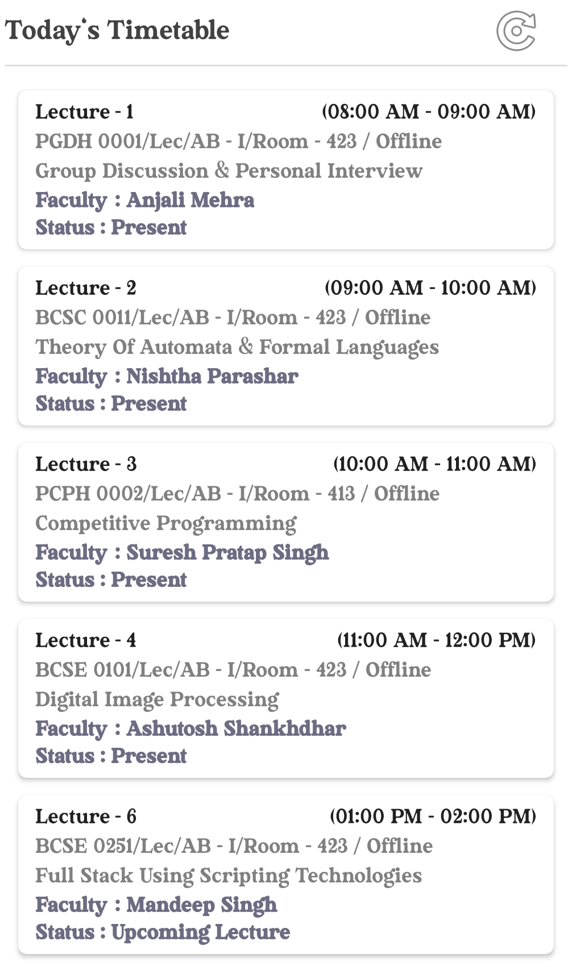 Today's Timetable
Lecture - 1 (08:00 AM - 09:00 AM)
PGDH 0001/Lec/AB - I/Room - 423 / Offline
Group Discussion & Personal Interview
Faculty : Anjali Mehra
Status : Present
Lecture - 2 (09:00 AM - 10:00 AM)
BCSC 0011/Lec/AB - I/Room - 423 / Offline
Theory Of Automata & Formal Languages
Faculty : Nishtha Parashar
Status : Present
Lecture - 3 (10:00 AM - 11:00 AM)
PCPH 0002/Lec/AB - I/Room - 413 / Offline
Competitive Programming
Faculty : Suresh Pratap Singh
Status : Present
Lecture - 4 (11:00 AM - 12:00 PM)
BCSE 0101/Lec/AB - I/Room - 423 / Offline
Digital Image Processing
Faculty : Ashutosh Shankhdhar
Status : Present
Lecture - 6 (01:00 PM - 02:00 PM)
BCSE 0251/Lec/AB - I/Room - 423 / Offline
Full Stack Using Scripting Technologies
Faculty : Mandeep Singh
Status : Upcoming Lecture